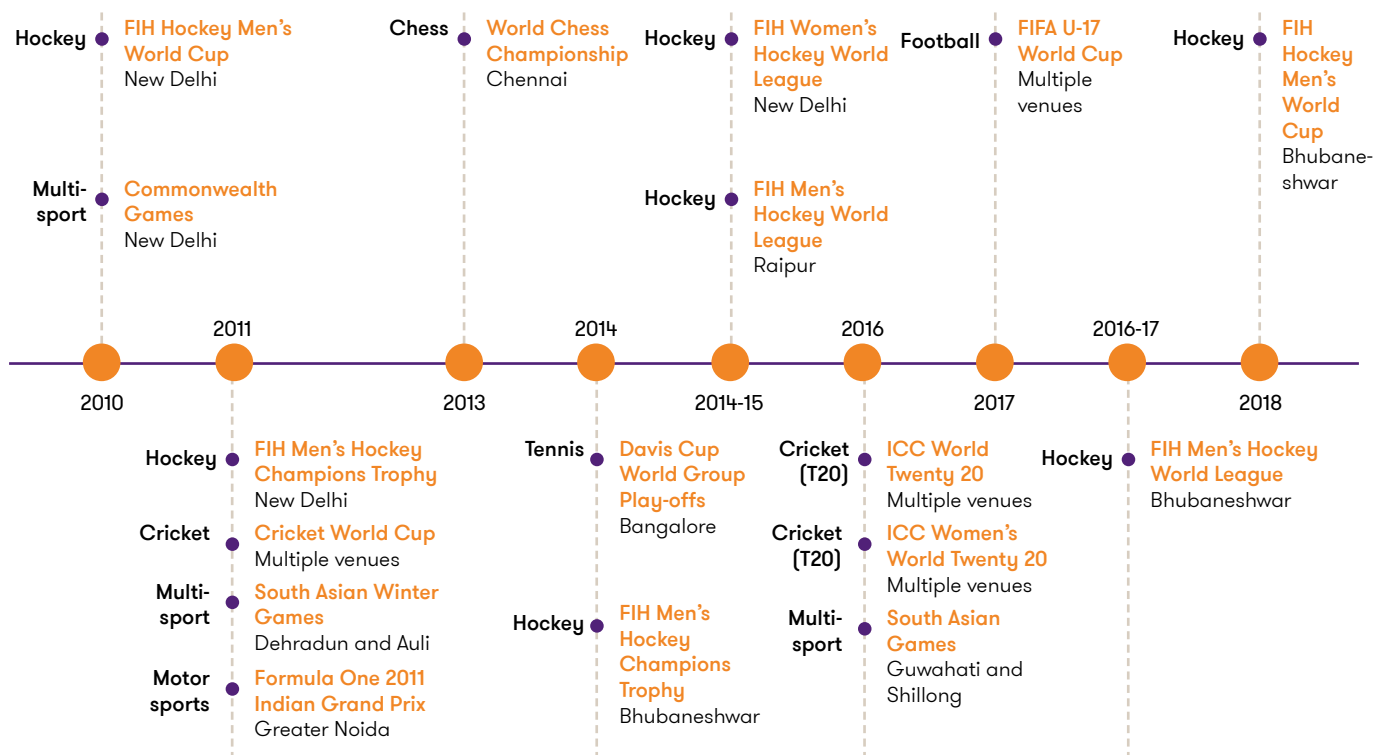 Hockey
FIH Hockey Men's
World Cup
New Delhi
Multi-
sport
Commonwealth
Games
New Delhi
Chess
World Chess
Championship
Chennai
Hockey
FIH Women's
Hockey World
League
New Delhi
Hockey
FIH Men's
Hockey World
League
Raipur
Football
FIFA U-17
World Cup
Multiple
venues
Hockey
FIH
Hockey
Men's
World
Cup
Bhubane-
shwar
2011
2014
2016
2016-17
2010
2013
2014-15
2017
2018
Hockey
FIH Men's Hockey
Champions Trophy
New Delhi
Cricket
Cricket World Cup
Multiple venues
Multi-
sport
South Asian Winter
Games
Dehradun and Auli
Motor
sports
Formula One 2011
Indian Grand Prix
Greater Noida
Tennis
Davis Cup
World Group
Play-offs
Bangalore
Hockey
FIH Men's
Hockey
Champions
Trophy
Bhubaneshwar
Cricket
(T20)
ICC World
Twenty 20
Multiple venues
Cricket
(T20)
ICC Women's
World Twenty 20
Multiple venues
Multi-
sport
South Asian
Games
Guwahati and
Shillong
Hockey
FIH Men's Hockey
World League
Bhubaneshwar